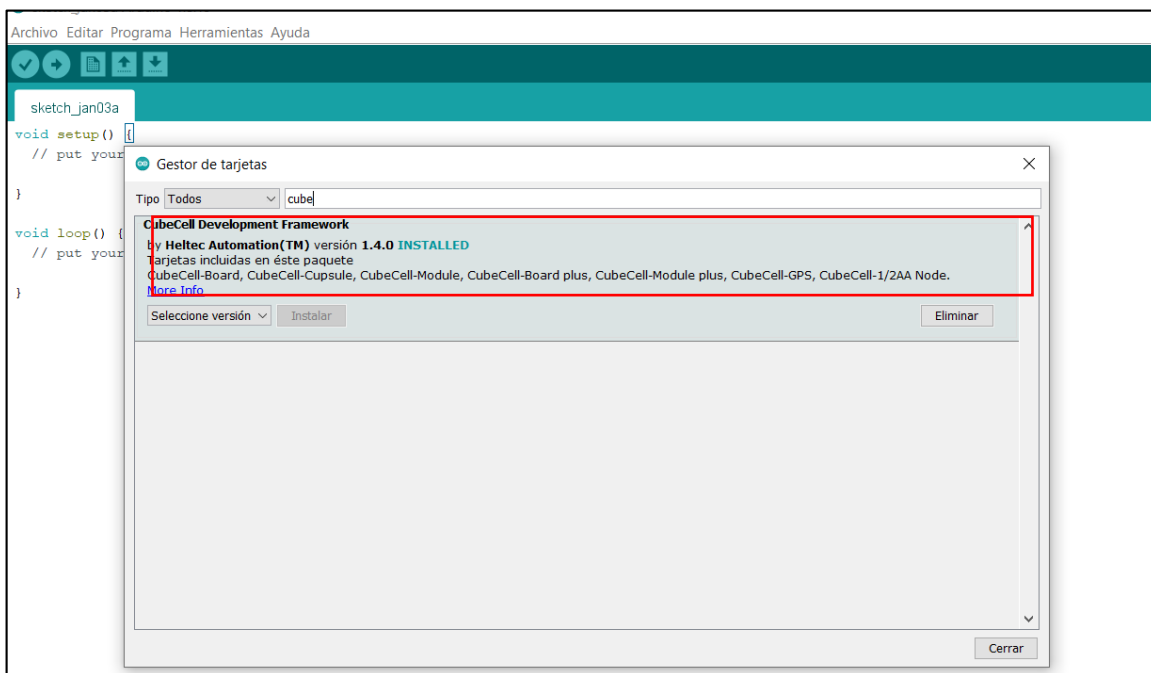 Archivo Editar Programa Herramientas Ayuda
sketch_jan03a
void setup() {
// put your
}
void loop() {
// put your
}
Gestor de tarjetas
Tipo Todos cube
CubeCell Development Framework
by Heltec Automation(TM) versión 1.4.0 INSTALLED
Tarjetas incluidas en éste paquete
CubeCell-Board, CubeCell-Cupsule, CubeCell-Module, CubeCell-Board plus, CubeCell-Module plus, CubeCell-GPS, CubeCell-1/2AA Node.
More Info
Seleccione versión Instalar Eliminar
Cerrar